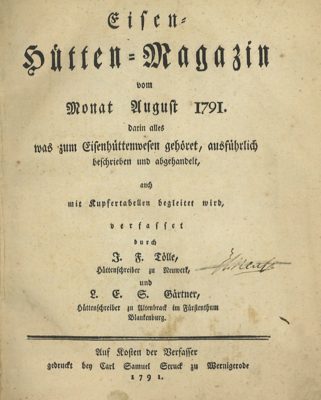 Eisen-
Hütten-Magazin
vom
Monat August 1791.
darin alles
was zum Eisenhüttenwesen gehöret, ausführlich
beschrieben und abgehandelt,
auch
mit Kupfertabellen begleitet wird,
verfasset
durch
J. F. Tölle,
Hüttenschreiber zu Neuwerk,
und
L. E. S. Gärtner,
Hüttenschreiber zu Altenbrack im Fürstenthum
Blankenburg.
Auf Kosten der Verfasser
gedruckt bey Carl Samuel Struck zu Wernigerode
1791.